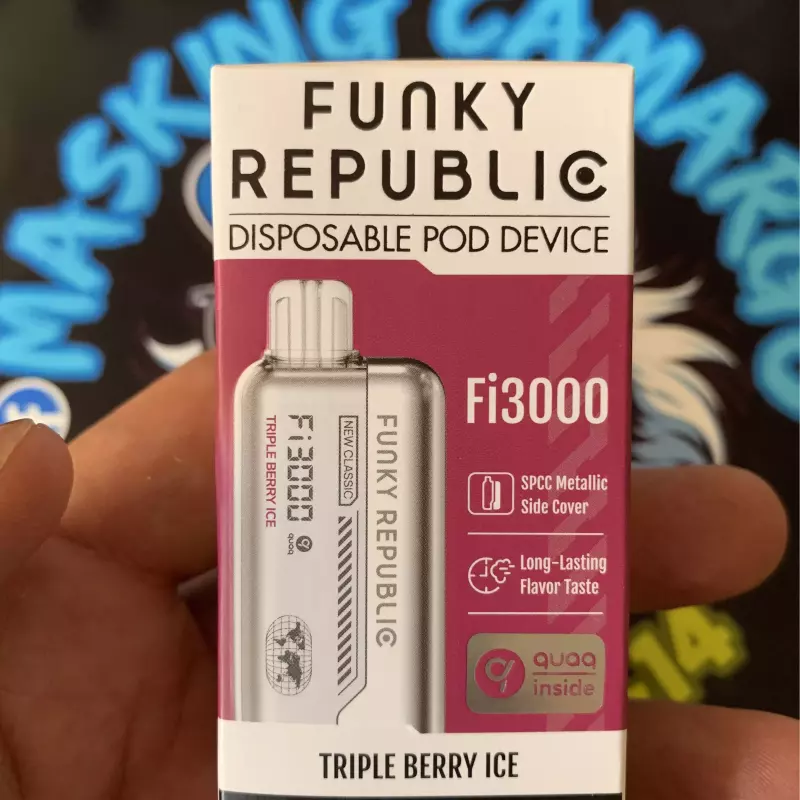 MASKING CAMARGO
FUNKY
REPUBLIC
DISPOSABLE POD DEVICE
Fi3000
SPCC Metallic
Side Cover
Long-Lasting
Flavor Taste
quaq
inside
FUNKY REPUBLIC
NEW CLASSIC
Fi3000
quaq
TRIPLE BERRY ICE
TRIPLE BERRY ICE
14